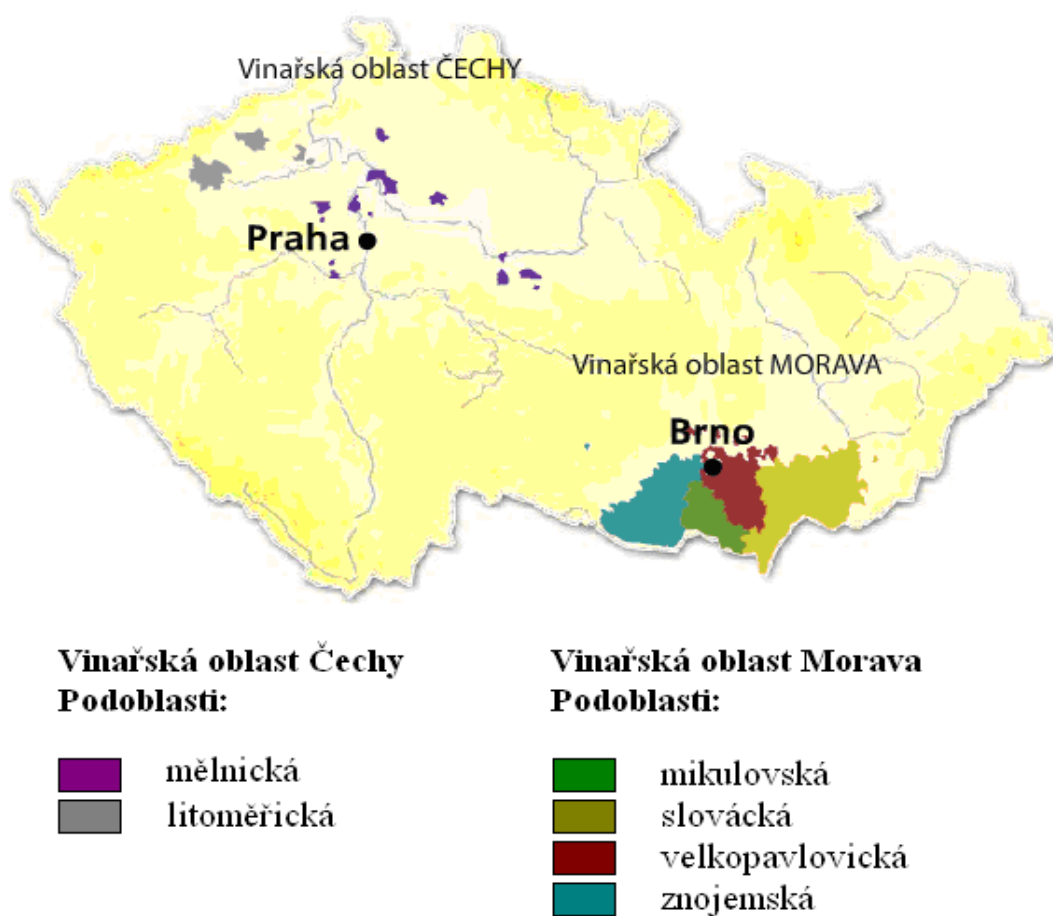 Vinařská oblast ČECHY
Praha
Vinařská oblast MORAVA
Brno
Vinařská oblast Čechy
Podoblasti:
mělnická
litoměřická
Vinařská oblast Morava
Podoblasti:
mikulovská
slovácká
velkopavlovická
znojemská